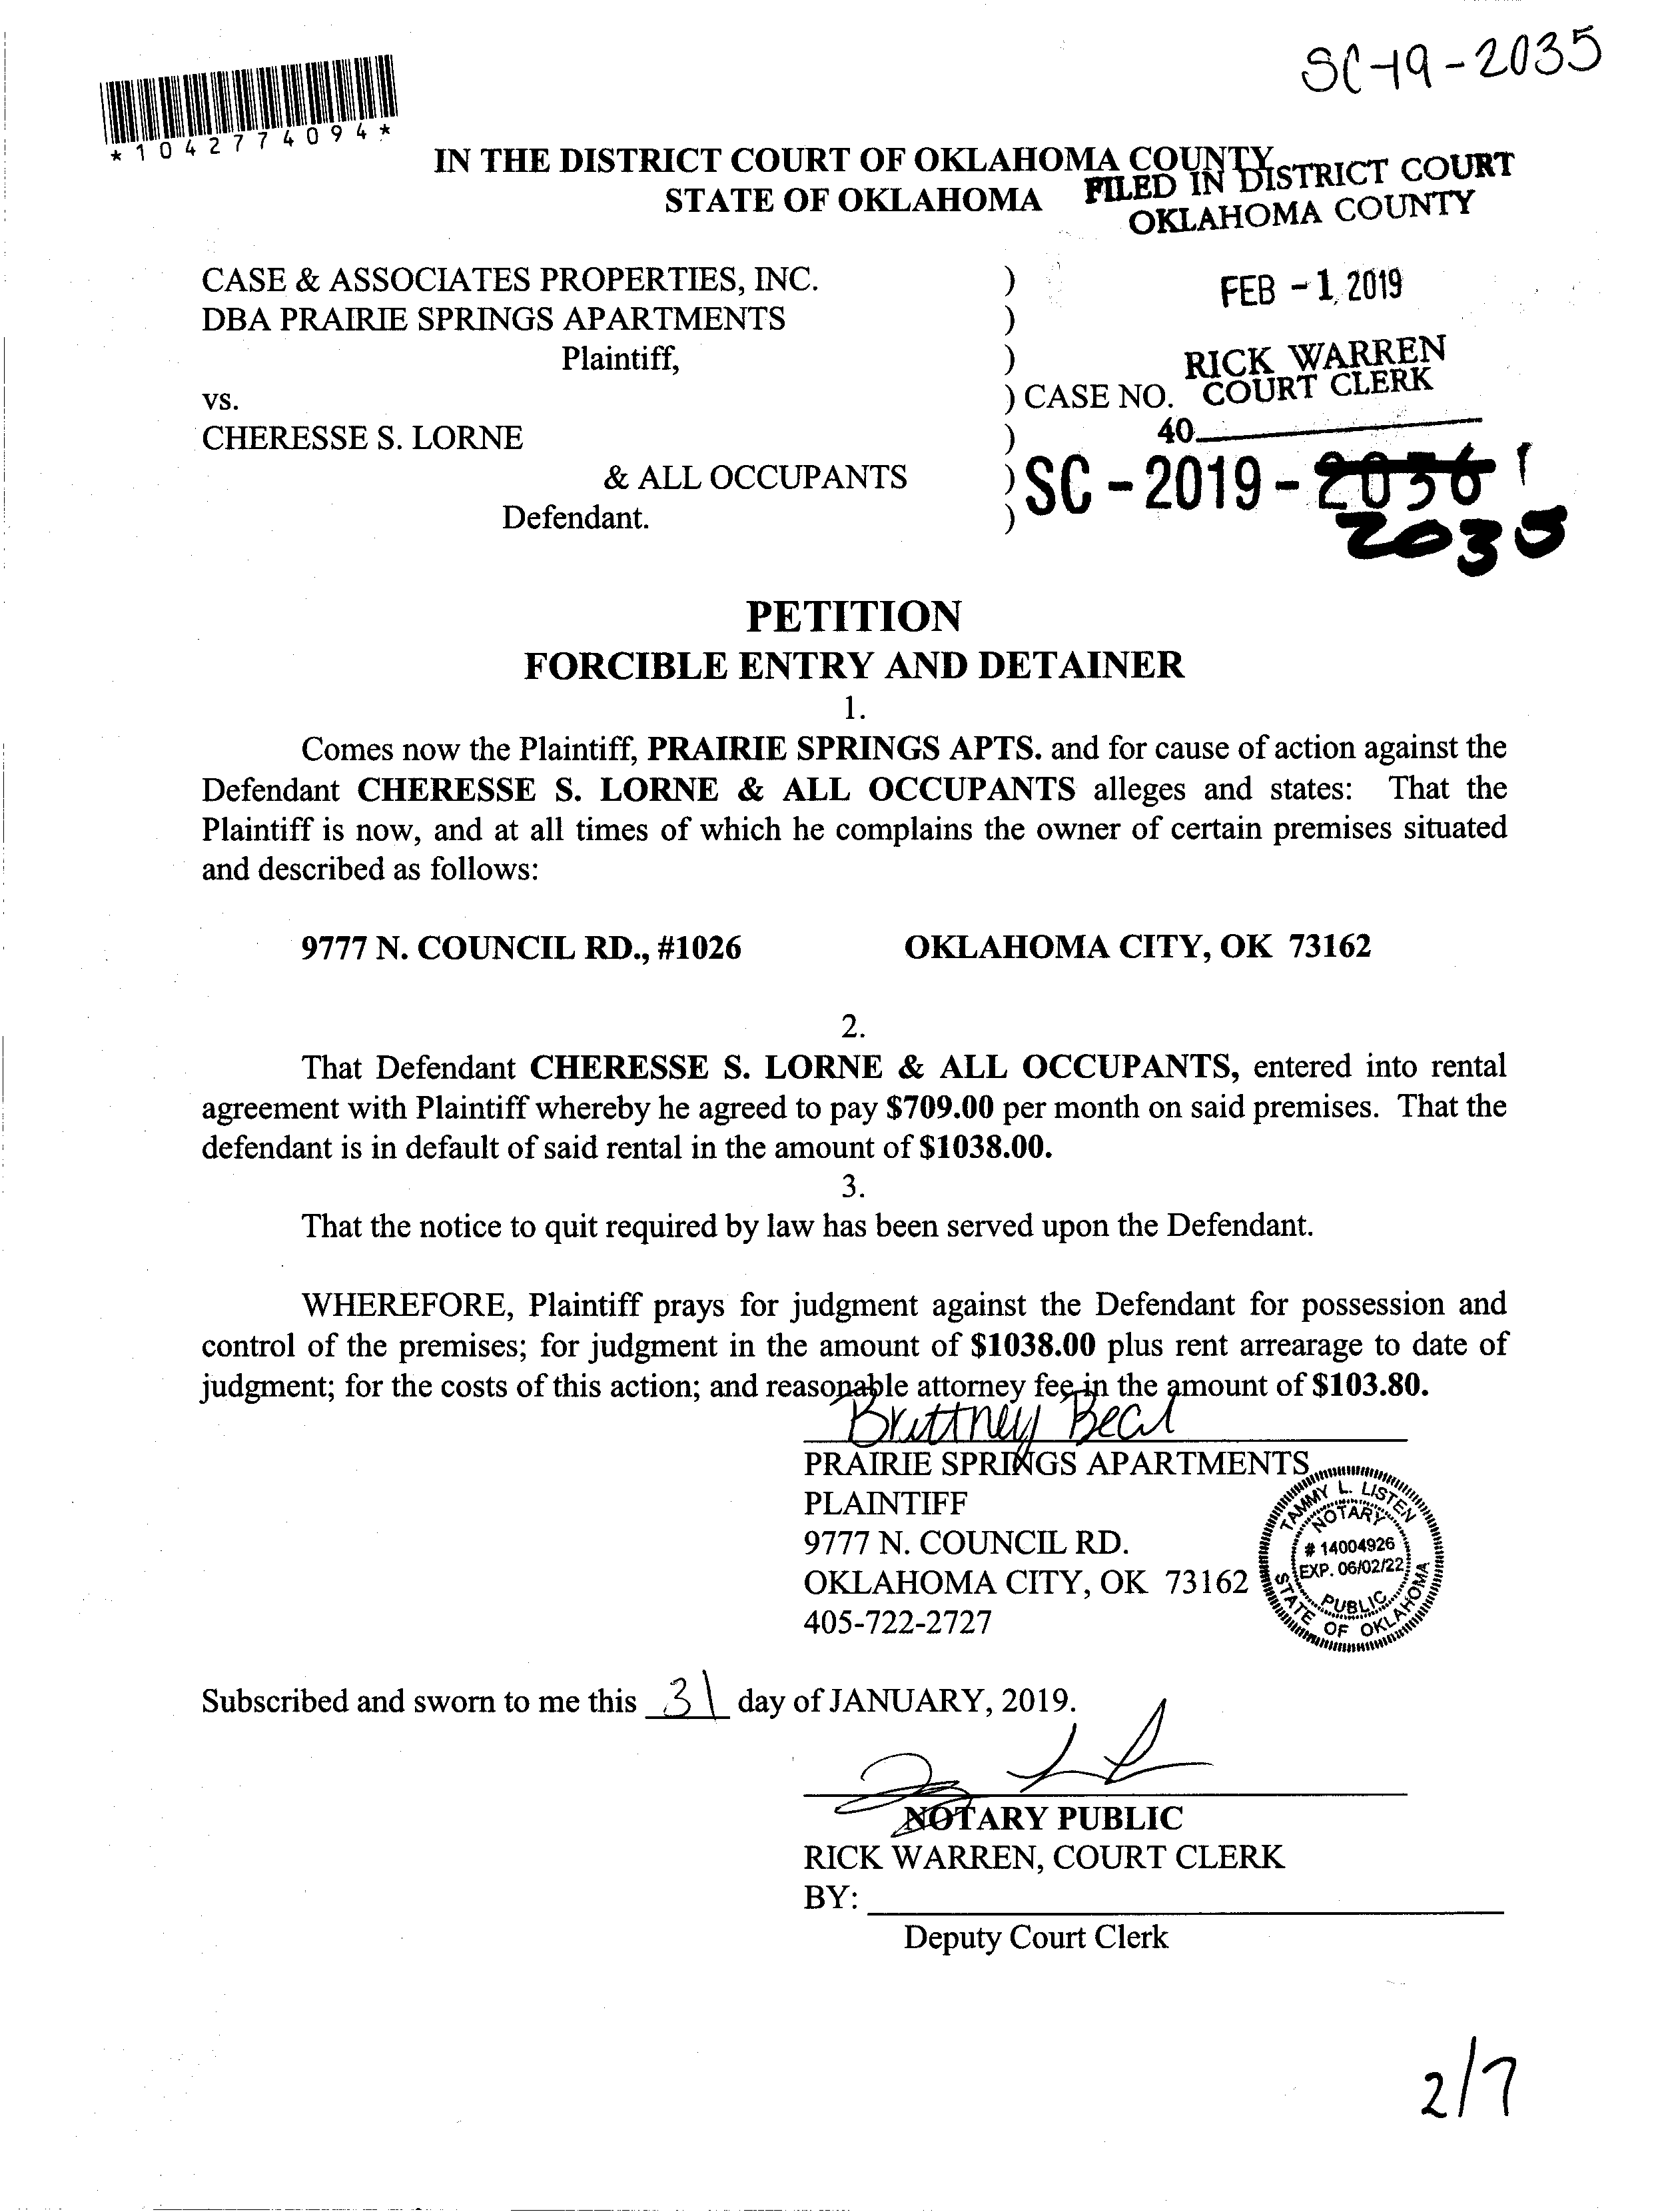 SC-19-2035
*1042774094*
IN THE DISTRICT COURT OF OKLAHOMA COUNTY
STATE OF OKLAHOMA
FILED IN DISTRICT COURT
OKLAHOMA COUNTY
FEB -1 2019
RICK WARREN
COURT CLERK
40
CASE & ASSOCIATES PROPERTIES, INC. )
DBA PRAIRIE SPRINGS APARTMENTS )
Plaintiff, )
vs. ) CASE NO.
CHERESSE S. LORNE )
& ALL OCCUPANTS ) SC-2019-2036
Defendant. ) 2035
PETITION
FORCIBLE ENTRY AND DETAINER
1.
Comes now the Plaintiff, PRAIRIE SPRINGS APTS. and for cause of action against the
Defendant CHERESSE S. LORNE & ALL OCCUPANTS alleges and states: That the
Plaintiff is now, and at all times of which he complains the owner of certain premises situated
and described as follows:
9777 N. COUNCIL RD., #1026 OKLAHOMA CITY, OK 73162
2.
That Defendant CHERESSE S. LORNE & ALL OCCUPANTS, entered into rental
agreement with Plaintiff whereby he agreed to pay $709.00 per month on said premises. That the
defendant is in default of said rental in the amount of $1038.00.
3.
That the notice to quit required by law has been served upon the Defendant.
WHEREFORE, Plaintiff prays for judgment against the Defendant for possession and
control of the premises; for judgment in the amount of $1038.00 plus rent arrearage to date of
judgment; for the costs of this action; and reasonable attorney fee in the amount of $103.80.
Brittney Beal
PRAIRIE SPRINGS APARTMENTS
PLAINTIFF
9777 N. COUNCIL RD.
OKLAHOMA CITY, OK 73162
405-722-2727
TAMMY L. LISTEN
NOTARY
# 14004926
EXP. 06/02/22
PUBLIC
STATE OF OKLAHOMA
Subscribed and sworn to me this 31 day of JANUARY, 2019.
NOTARY PUBLIC
RICK WARREN, COURT CLERK
BY:
Deputy Court Clerk
2/7